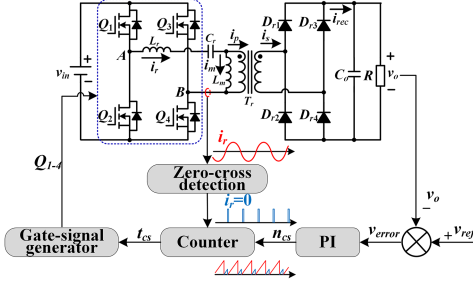 Q1 Q3 Lr Cr ip is Dr1 Dr3 irec
A ir im Lm Tr
vin + − Co R + vo −
B
Q2 Q4 Dr2 Dr4
ir
Q1-4
Zero-cross detection
ir=0
vo
−
Gate-signal generator tcs Counter ncs PI verror + vref